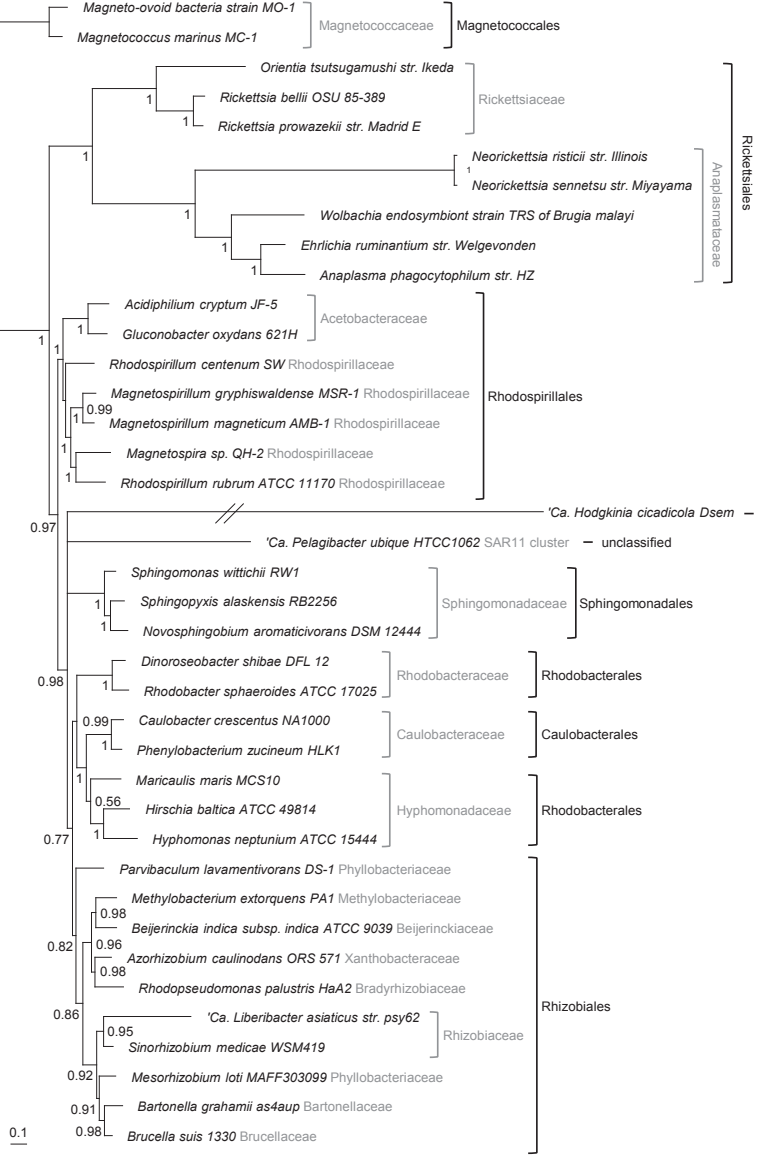 Magneto-ovoid bacteria strain MO-1
Magnetococcus marinus MC-1
Magnetococcaceae
Magnetococcales
Orientia tsutsugamushi str. Ikeda
Rickettsia bellii OSU 85-389
Rickettsia prowazekii str. Madrid E
Rickettsiaceae
1
1
1
Neorickettsia risticii str. Illinois
1
Neorickettsia sennetsu str. Miyayama
Wolbachia endosymbiont strain TRS of Brugia malayi
Ehrlichia ruminantium str. Welgevonden
Anaplasma phagocytophilum str. HZ
1
1
1
Anaplasmataceae
Rickettsiales
Acidiphilium cryptum JF-5
Gluconobacter oxydans 621H
Acetobacteraceae
1
1
1
Rhodospirillum centenum SW Rhodospirillaceae
Magnetospirillum gryphiswaldense MSR-1 Rhodospirillaceae
0.99
Magnetospirillum magneticum AMB-1 Rhodospirillaceae
1
Magnetospira sp. QH-2 Rhodospirillaceae
1
Rhodospirillum rubrum ATCC 11170 Rhodospirillaceae
1
Rhodospirillales
'Ca. Hodgkinia cicadicola Dsem –
0.97
'Ca. Pelagibacter ubique HTCC1062 SAR11 cluster – unclassified
Sphingomonas wittichii RW1
Sphingopyxis alaskensis RB2256
Novosphingobium aromaticivorans DSM 12444
1
1
Sphingomonadaceae
Sphingomonadales
Dinoroseobacter shibae DFL 12
Rhodobacter sphaeroides ATCC 17025
0.98
1
Rhodobacteraceae
Rhodobacterales
Caulobacter crescentus NA1000
Phenylobacterium zucineum HLK1
0.99
1
Caulobacteraceae
Caulobacterales
1
Maricaulis maris MCS10
Hirschia baltica ATCC 49814
Hyphomonas neptunium ATCC 15444
0.56
1
Hyphomonadaceae
Rhodobacterales
0.77
Parvibaculum lavamentivorans DS-1 Phyllobacteriaceae
Methylobacterium extorquens PA1 Methylobacteriaceae
0.98
Beijerinckia indica subsp. indica ATCC 9039 Beijerinckiaceae
0.82
0.96
Azorhizobium caulinodans ORS 571 Xanthobacteraceae
0.98
Rhodopseudomonas palustris HaA2 Bradyrhizobiaceae
0.86
'Ca. Liberibacter asiaticus str. psy62
0.95
Sinorhizobium medicae WSM419
Rhizobiaceae
0.92
Mesorhizobium loti MAFF303099 Phyllobacteriaceae
0.91
Bartonella grahamii as4aup Bartonellaceae
0.98
Brucella suis 1330 Brucellaceae
Rhizobiales
0.1